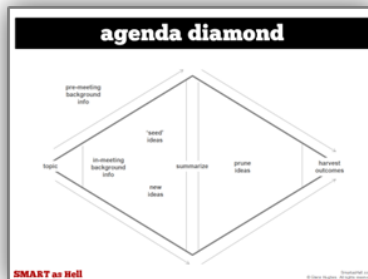 agenda diamond
pre-meeting
background
info
'seed'
ideas
topic
in-meeting
background
info
summarize
prune
ideas
harvest
outcomes
new
ideas
SMART as Hell